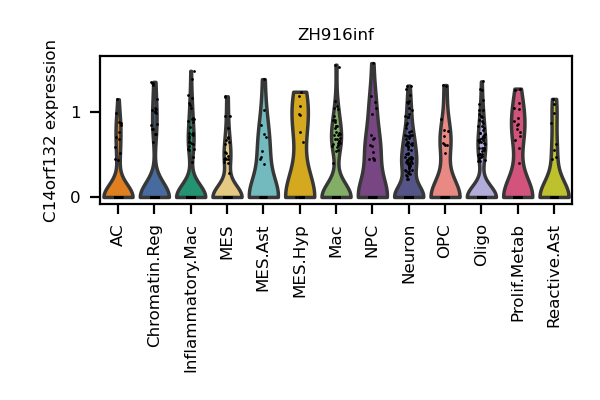 ZH916inf
C14orf132 expression
1
0
AC
Chromatin.Reg
Inflammatory.Mac
MES
MES.Ast
MES.Hyp
Mac
NPC
Neuron
OPC
Oligo
Prolif.Metab
Reactive.Ast